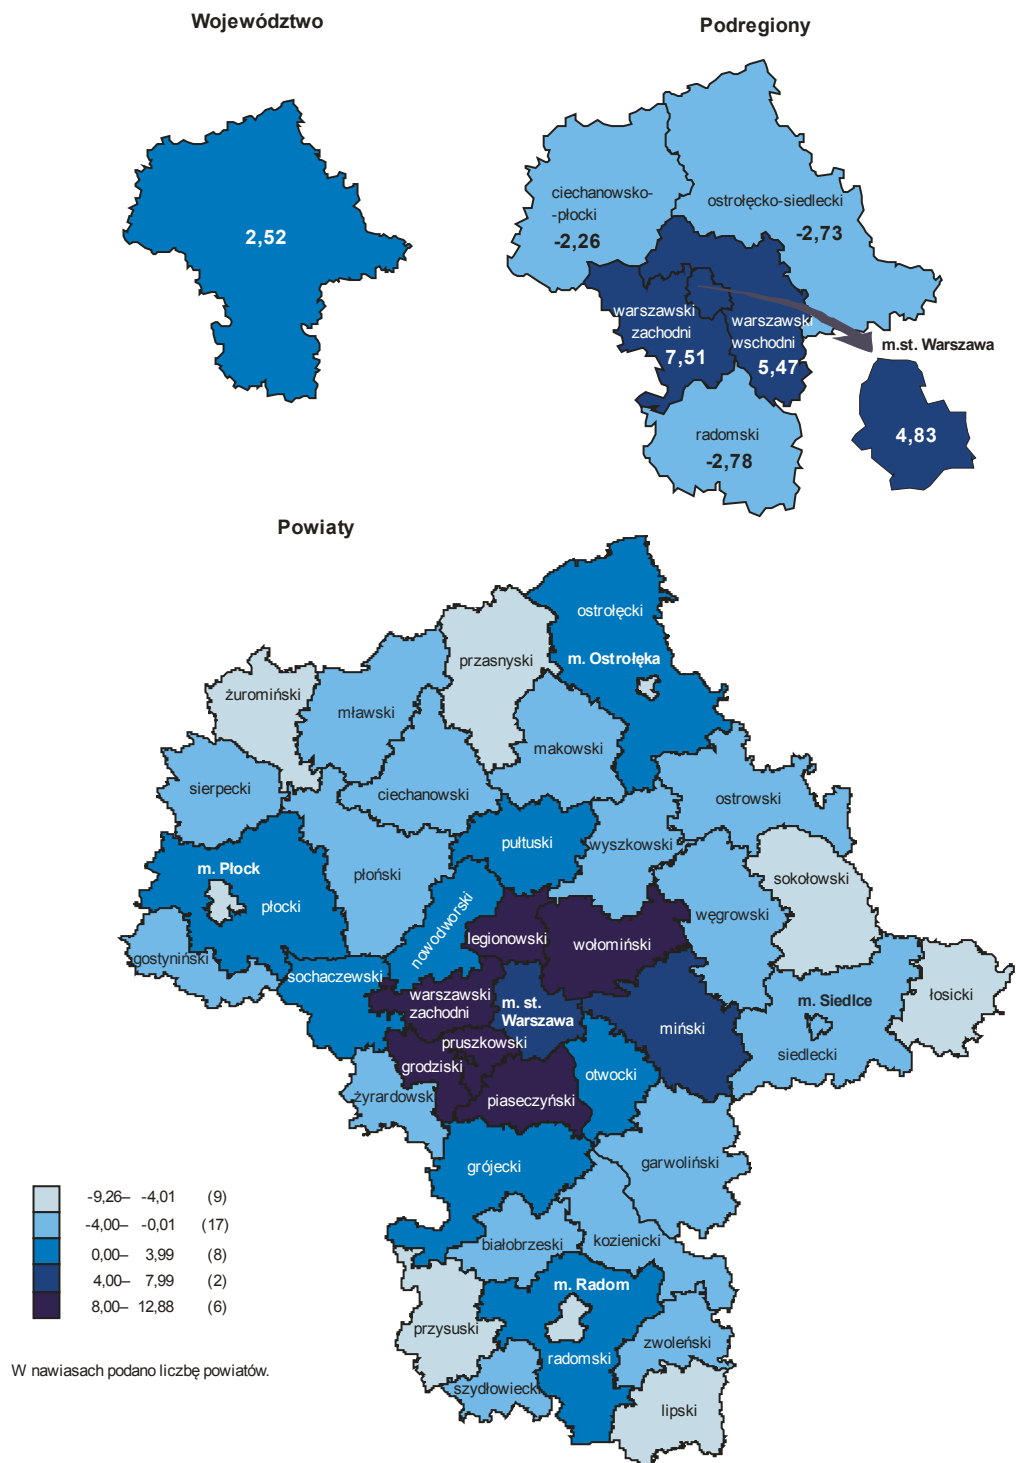 Województwo
Podregiony
2,52
ciechanowsko-
-płocki
-2,26
ostrołęcko-siedlecki
-2,73
warszawski
zachodni
7,51
warszawski
wschodni
5,47
m.st. Warszawa
4,83
radomski
-2,78
Powiaty
ostrołęcki
m. Ostrołęka
przasnyski
żuromiński
mławski
makowski
sierpecki
ciechanowski
ostrowski
pułtuski
wyszkowski
m. Płock
płocki
płoński
sokołowski
węgrowski
nowodworski
legionowski
wołomiński
gostyniński
sochaczewski
warszawski
zachodni
m. st.
Warszawa
miński
m. Siedlce
siedlecki
łosicki
pruszkowski
grodziski
piaseczyński
otwocki
żyrardowsk
garwoliński
grójecki
białobrzeski
kozienicki
m. Radom
radomski
przysuski
zwoleński
szydłowiecki
lipski
-9,26– -4,01 (9)
-4,00– -0,01 (17)
0,00– 3,99 (8)
4,00– 7,99 (2)
8,00– 12,88 (6)
W nawiasach podano liczbę powiatów.